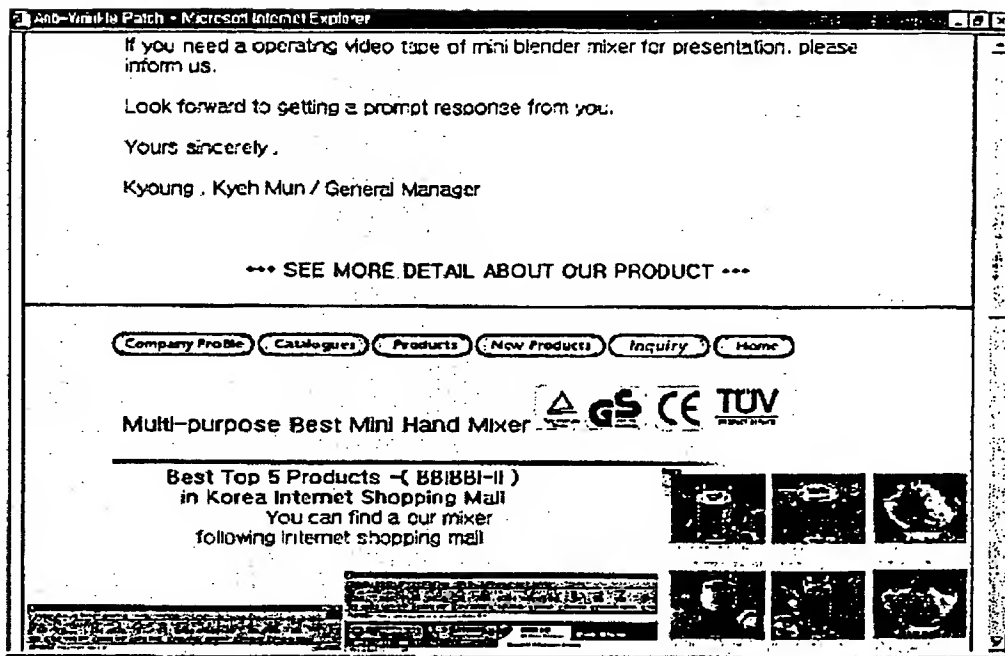 Anti-Wrinkle Patch - Microsoft Internet Explorer
If you need a operating video tape of mini blender mixer for presentation, please
inform us.
Look forward to getting a prompt response from you.
Yours sincerely ,
Kyoung , Kyeh Mun / General Manager
*** SEE MORE DETAIL ABOUT OUR PRODUCT ***
Company Profile Catalogues Products New Products Inquiry Home
Multi-purpose Best Mini Hand Mixer GS CE TÜV
Best Top 5 Products -( BBIBBI-II )
in Korea Internet Shopping Mall
You can find a our mixer
following internet shopping mall